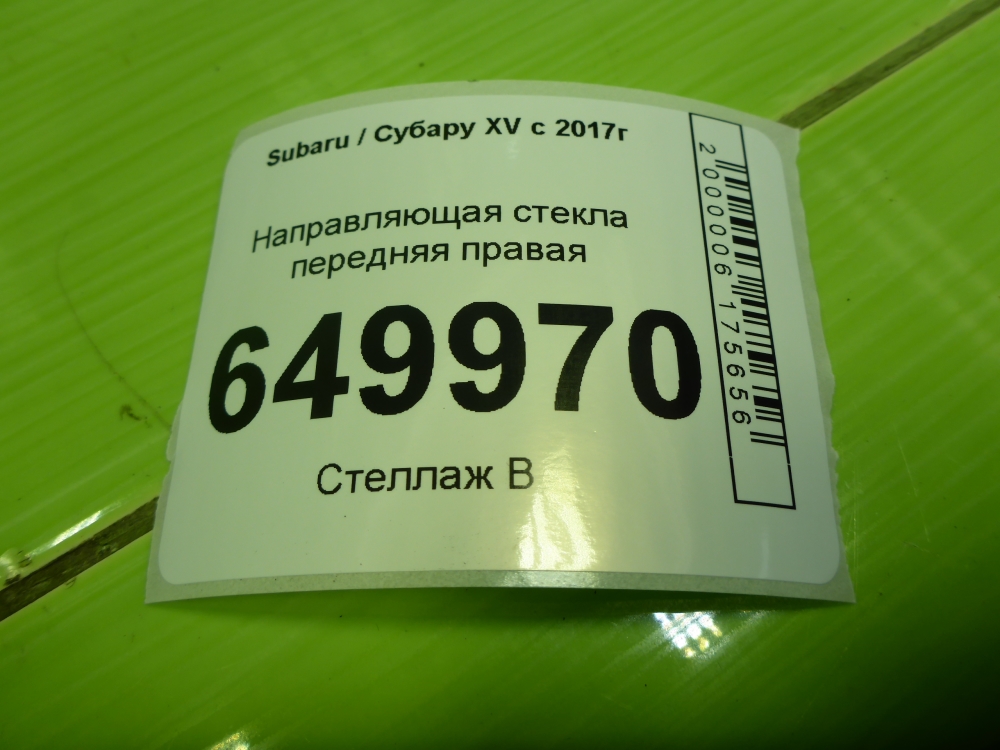 Subaru / Субару XV с 2017г
Направляющая стекла
передняя правая
649970
Стеллаж В
2000006175656